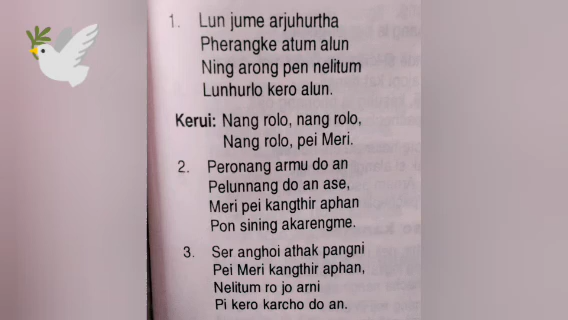 1. Lun jume arjuhurtha
Pherangke atum alun
Ning arong pen nelitum
Lunhurlo kero alun.
Kerui: Nang rolo, nang rolo,
Nang rolo, pei Meri.
2. Peronang armu do an
Pelunnang do an ase,
Meri pei kangthir aphan
Pon sining akarengme.
3. Ser anghoi athak pangni
Pei Meri kangthir aphan,
Nelitum ro jo arni
Pi kero karcho do an.